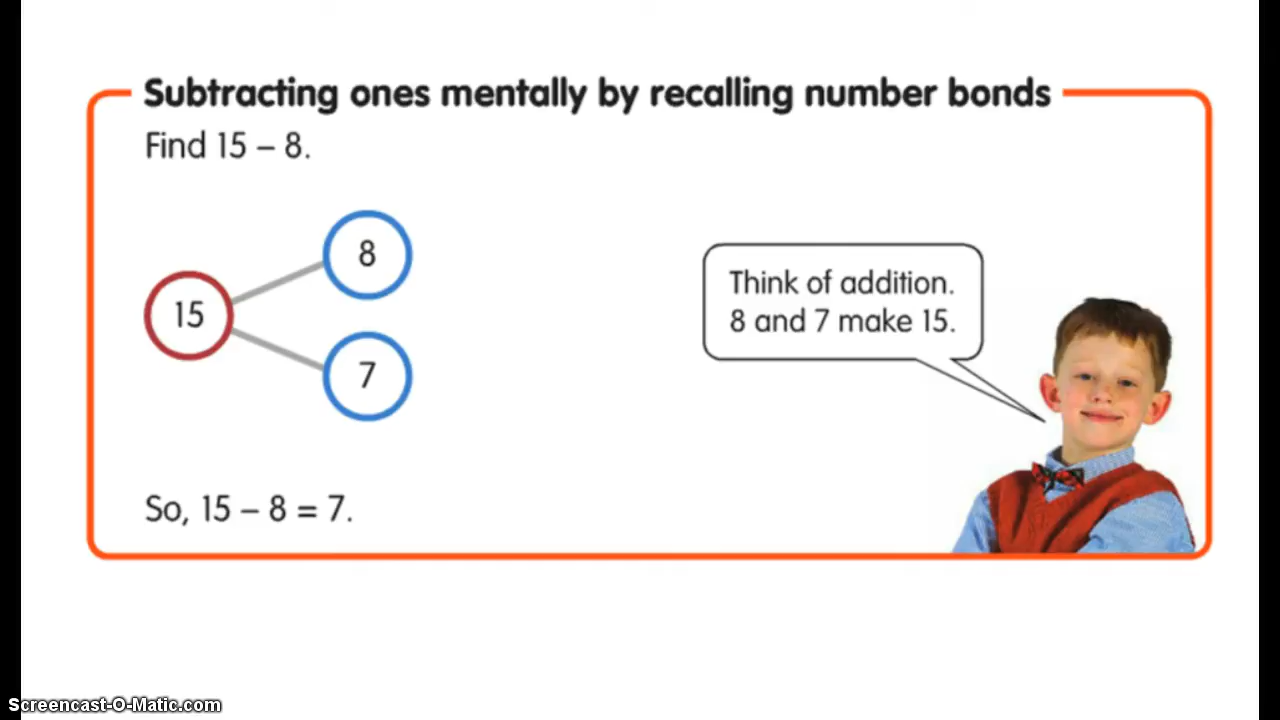 Subtracting ones mentally by recalling number bonds
Find 15 – 8.
8
15
7
Think of addition.
8 and 7 make 15.
So, 15 – 8 = 7.
Screencast-O-Matic.com